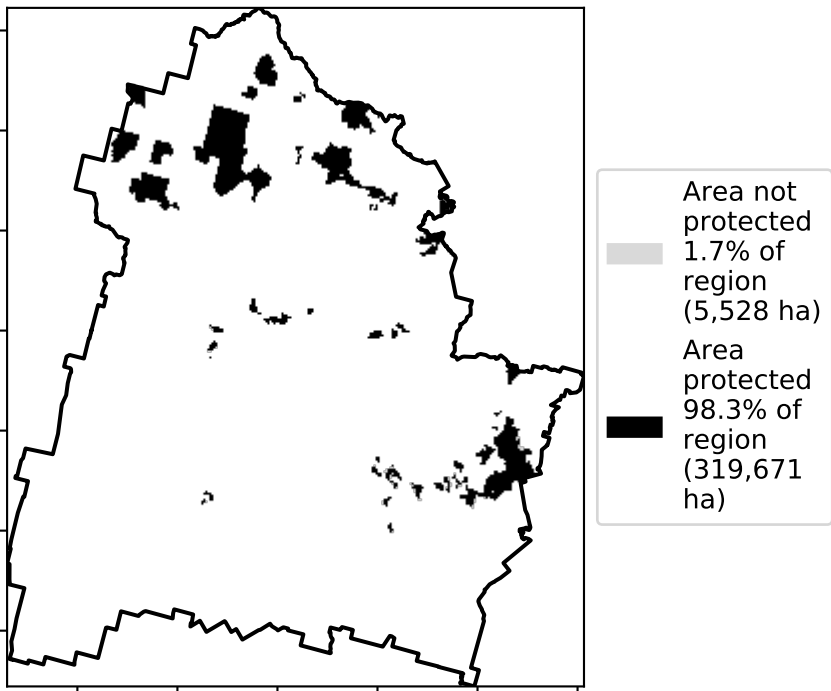 Area not
protected
1.7% of
region
(5,528 ha)
Area
protected
98.3% of
region
(319,671
ha)